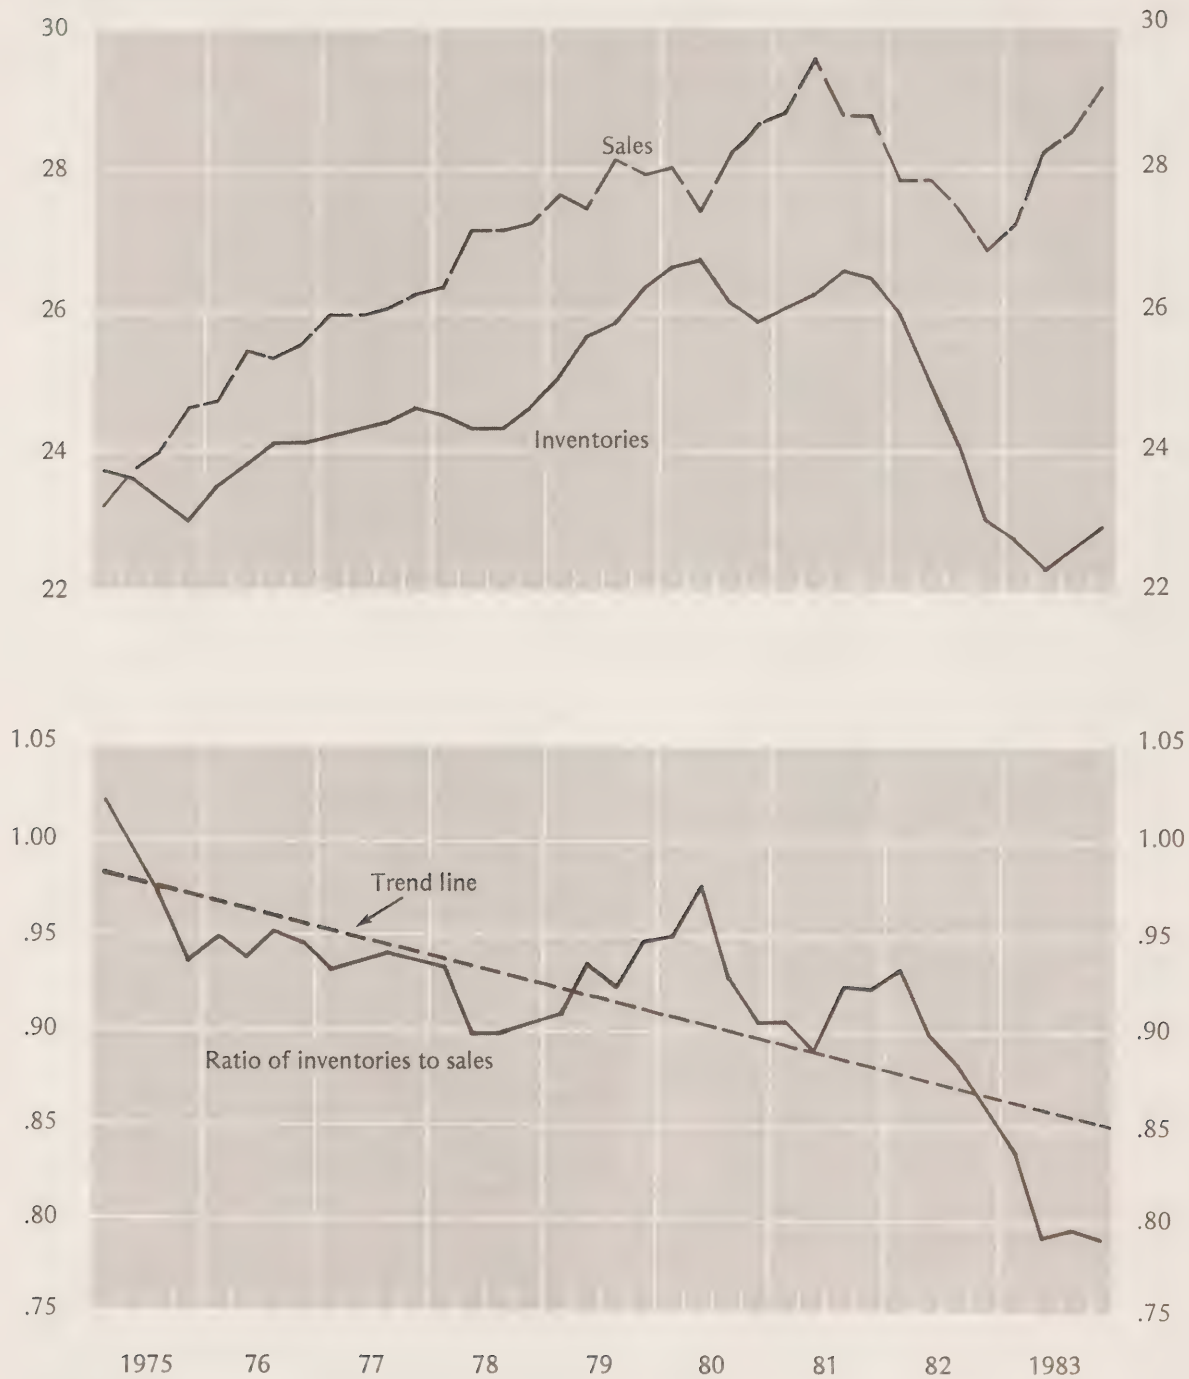 30 30
Sales
28 28
26 26
Inventories
24 24
22 22
1.05 1.05
1.00 1.00
Trend line
.95 .95
.90 .90
Ratio of inventories to sales
.85 .85
.80 .80
.75 .75
1975 76 77 78 79 80 81 82 1983